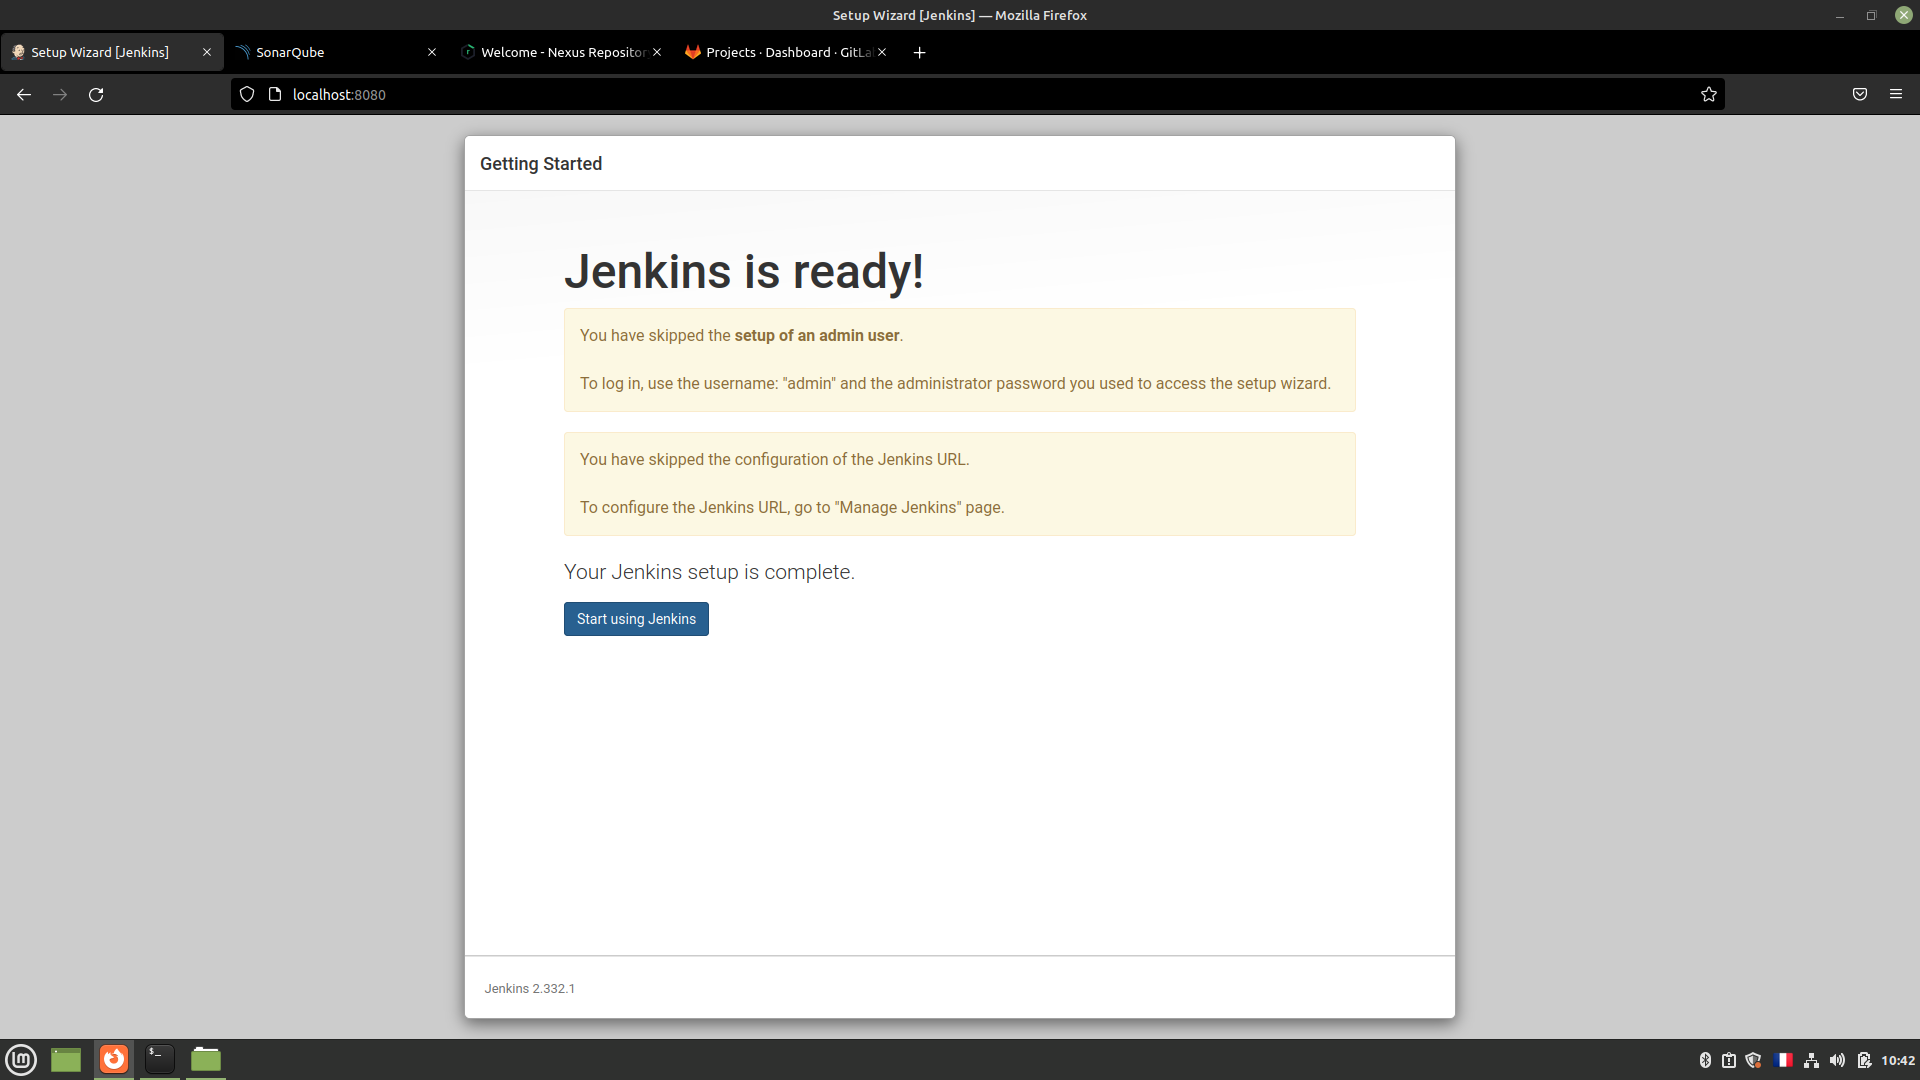 Setup Wizard [Jenkins] — Mozilla Firefox
Setup Wizard [Jenkins]
SonarQube
Welcome - Nexus Repositor
Projects · Dashboard · GitLa
localhost:8080
Getting Started
Jenkins is ready!
You have skipped the setup of an admin user.
To log in, use the username: "admin" and the administrator password you used to access the setup wizard.
You have skipped the configuration of the Jenkins URL.
To configure the Jenkins URL, go to "Manage Jenkins" page.
Your Jenkins setup is complete.
Start using Jenkins
Jenkins 2.332.1
10:42